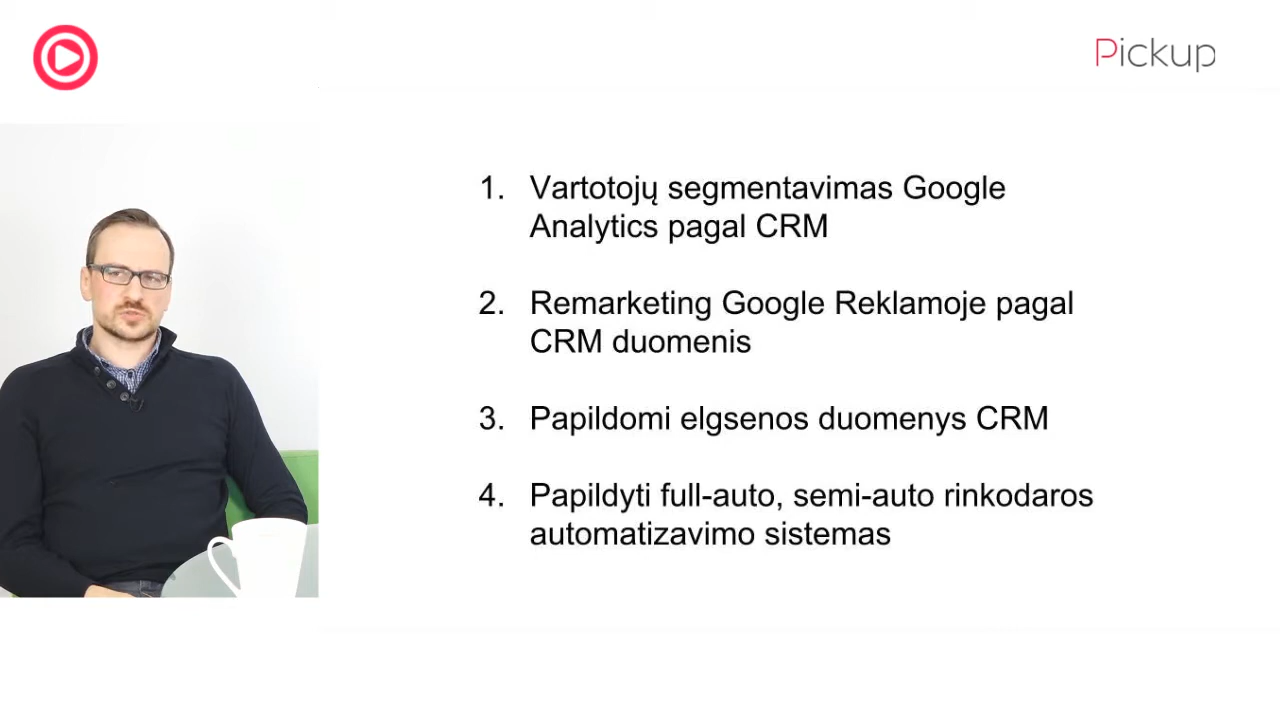 Pickup
1. Vartotojų segmentavimas Google
Analytics pagal CRM
2. Remarketing Google Reklamoje pagal
CRM duomenis
3. Papildomi elgsenos duomenys CRM
4. Papildyti full-auto, semi-auto rinkodaros
automatizavimo sistemas